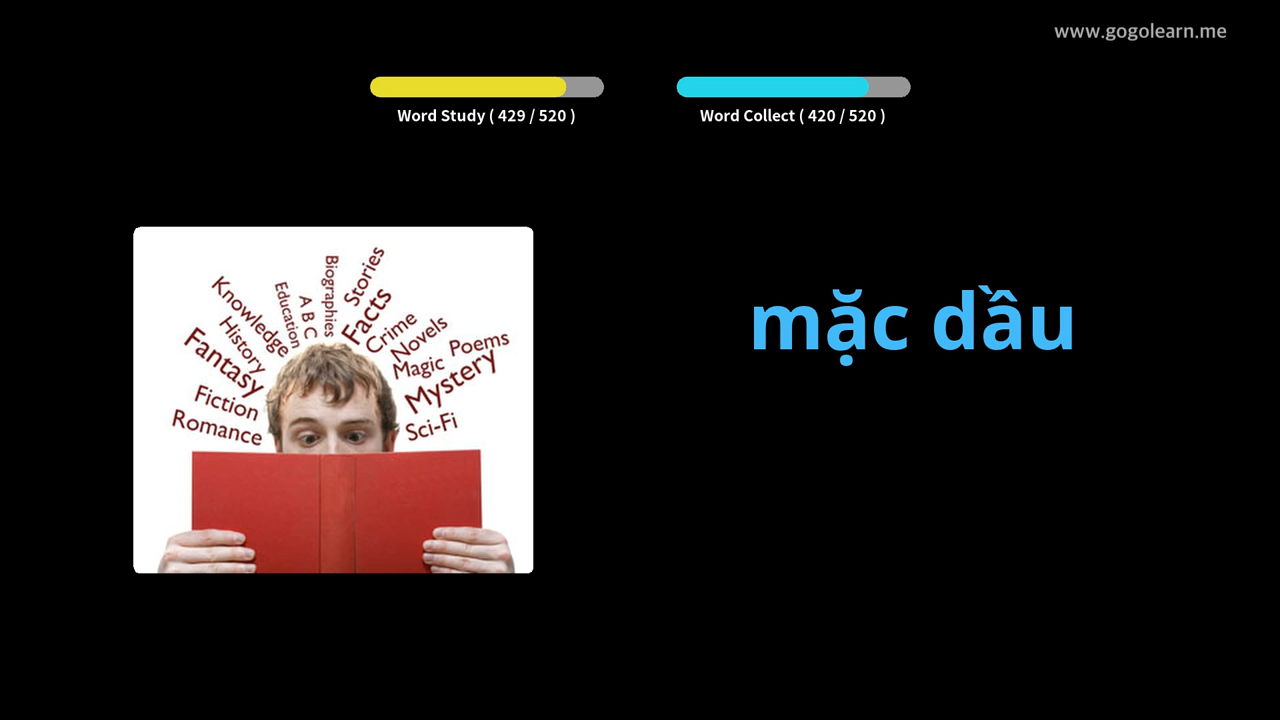 www.gogolearn.me
Word Study ( 429 / 520 )
Word Collect ( 420 / 520 )
mặc dầu
Knowledge
Education
A B C
Biographies
Stories
Facts
History
Fantasy
Crime
Novels
Poems
Magic
Mystery
Fiction
Romance
Sci-Fi